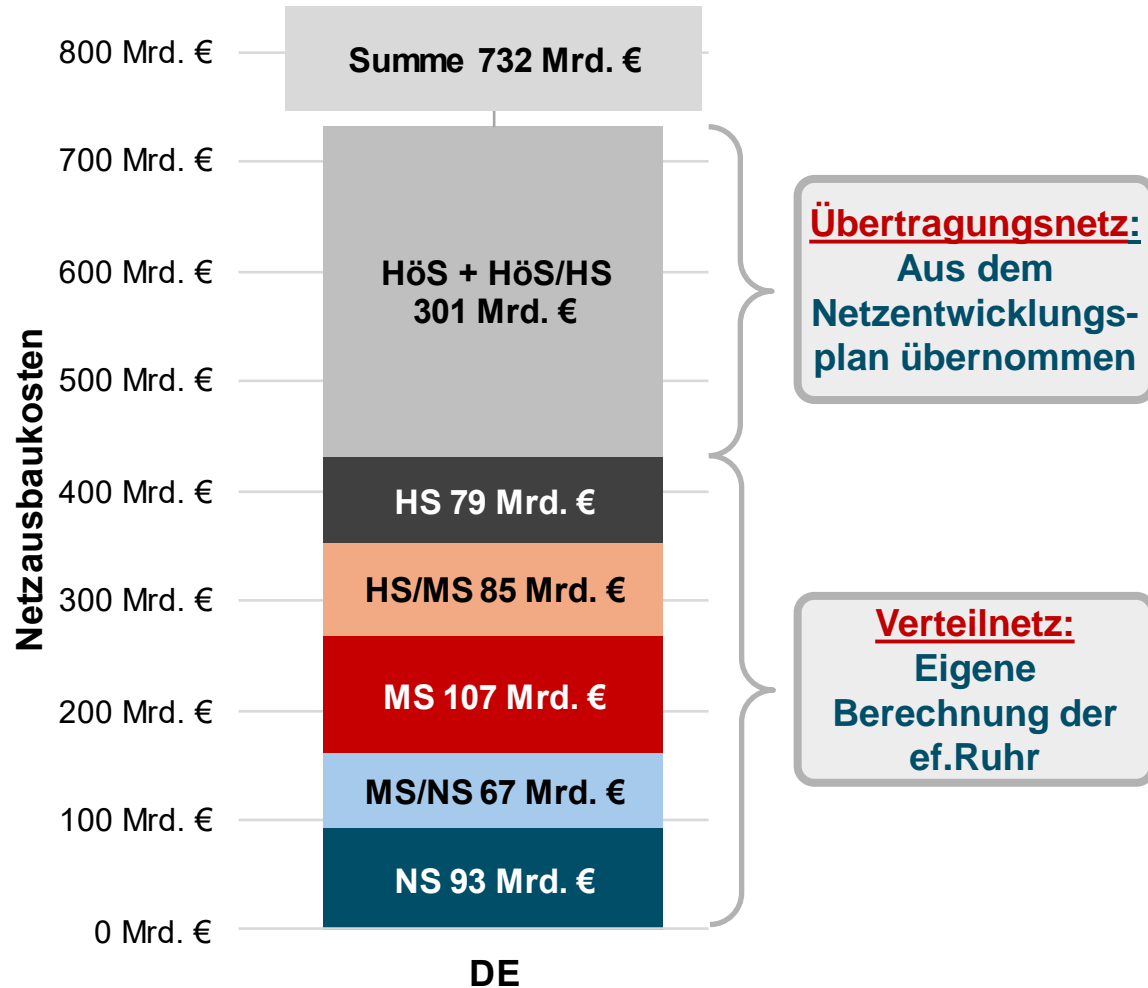 800 Mrd. €
700 Mrd. €
600 Mrd. €
500 Mrd. €
400 Mrd. €
300 Mrd. €
200 Mrd. €
100 Mrd. €
0 Mrd. €
Netzausbaukosten
Summe 732 Mrd. €
HöS + HöS/HS
301 Mrd. €
HS 79 Mrd. €
HS/MS 85 Mrd. €
MS 107 Mrd. €
MS/NS 67 Mrd. €
NS 93 Mrd. €
DE
Übertragungsnetz:
Aus dem
Netzentwicklungs-
plan übernommen
Verteilnetz:
Eigene
Berechnung der
ef.Ruhr